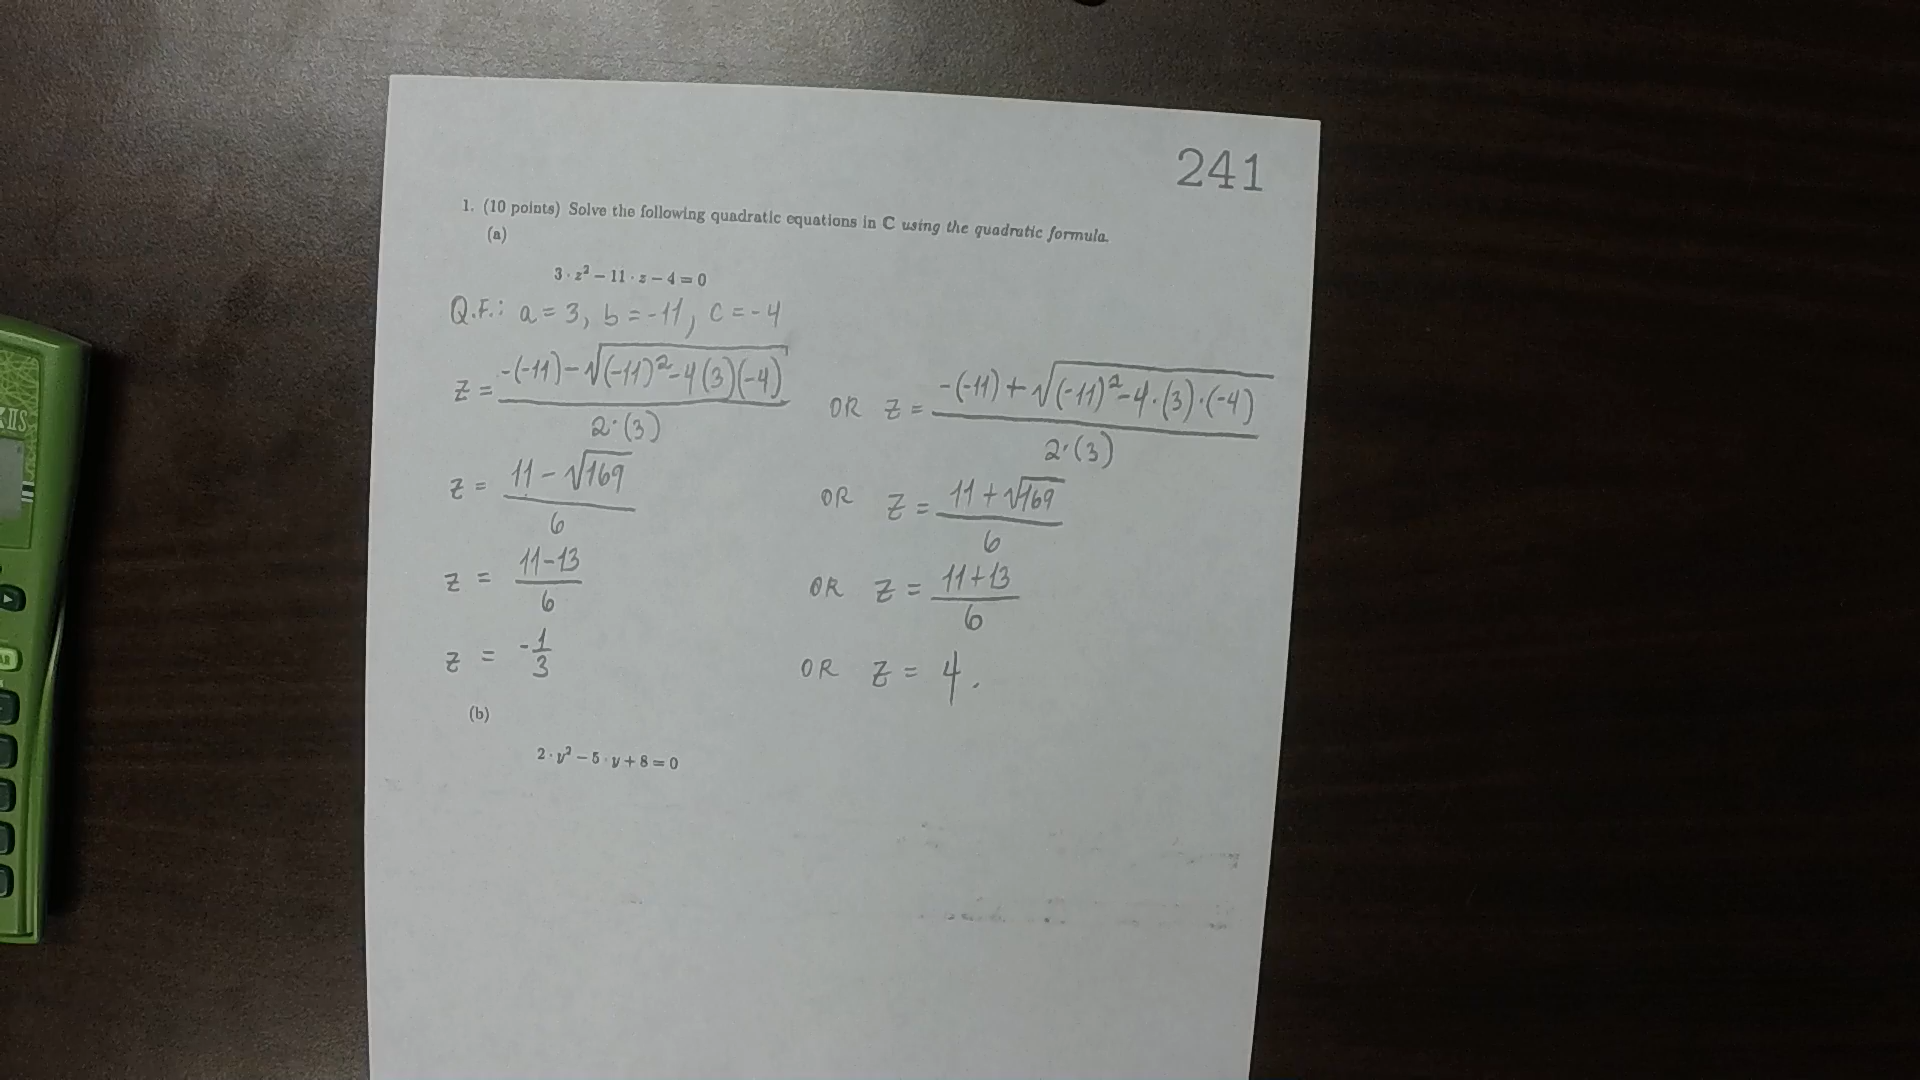 241
1. (10 points) Solve the following quadratic equations in C using the quadratic formula.
(a)
3 · z² − 11 · z − 4 = 0
Q.F.: a = 3, b = -11, c = -4
z = (-(-11) - √((-11)² - 4(3)(-4))) / (2·(3)) OR z = (-(-11) + √((-11)² - 4·(3)·(-4))) / (2·(3))
z = (11 - √169) / 6 OR z = (11 + √169) / 6
z = (11-13) / 6 OR z = (11+13) / 6
z = -1/3 OR z = 4.
(b)
2 · y² − 5 · y + 8 = 0